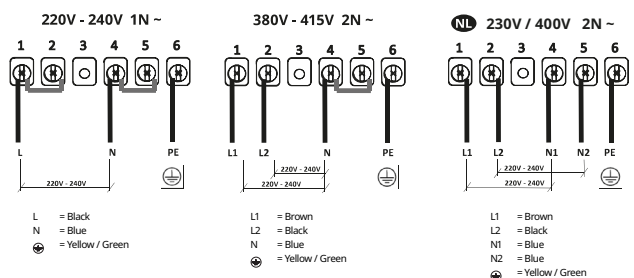 220V - 240V 1N ~
1 2 3 4 5 6
L N PE
220V - 240V
L = Black
N = Blue
= Yellow / Green
380V - 415V 2N ~
1 2 3 4 5 6
L1 L2 N PE
220V - 240V
220V - 240V
L1 = Brown
L2 = Black
N = Blue
= Yellow / Green
NL 230V / 400V 2N ~
1 2 3 4 5 6
L1 L2 N1 N2 PE
220V - 240V
220V - 240V
L1 = Brown
L2 = Black
N1 = Blue
N2 = Blue
= Yellow / Green